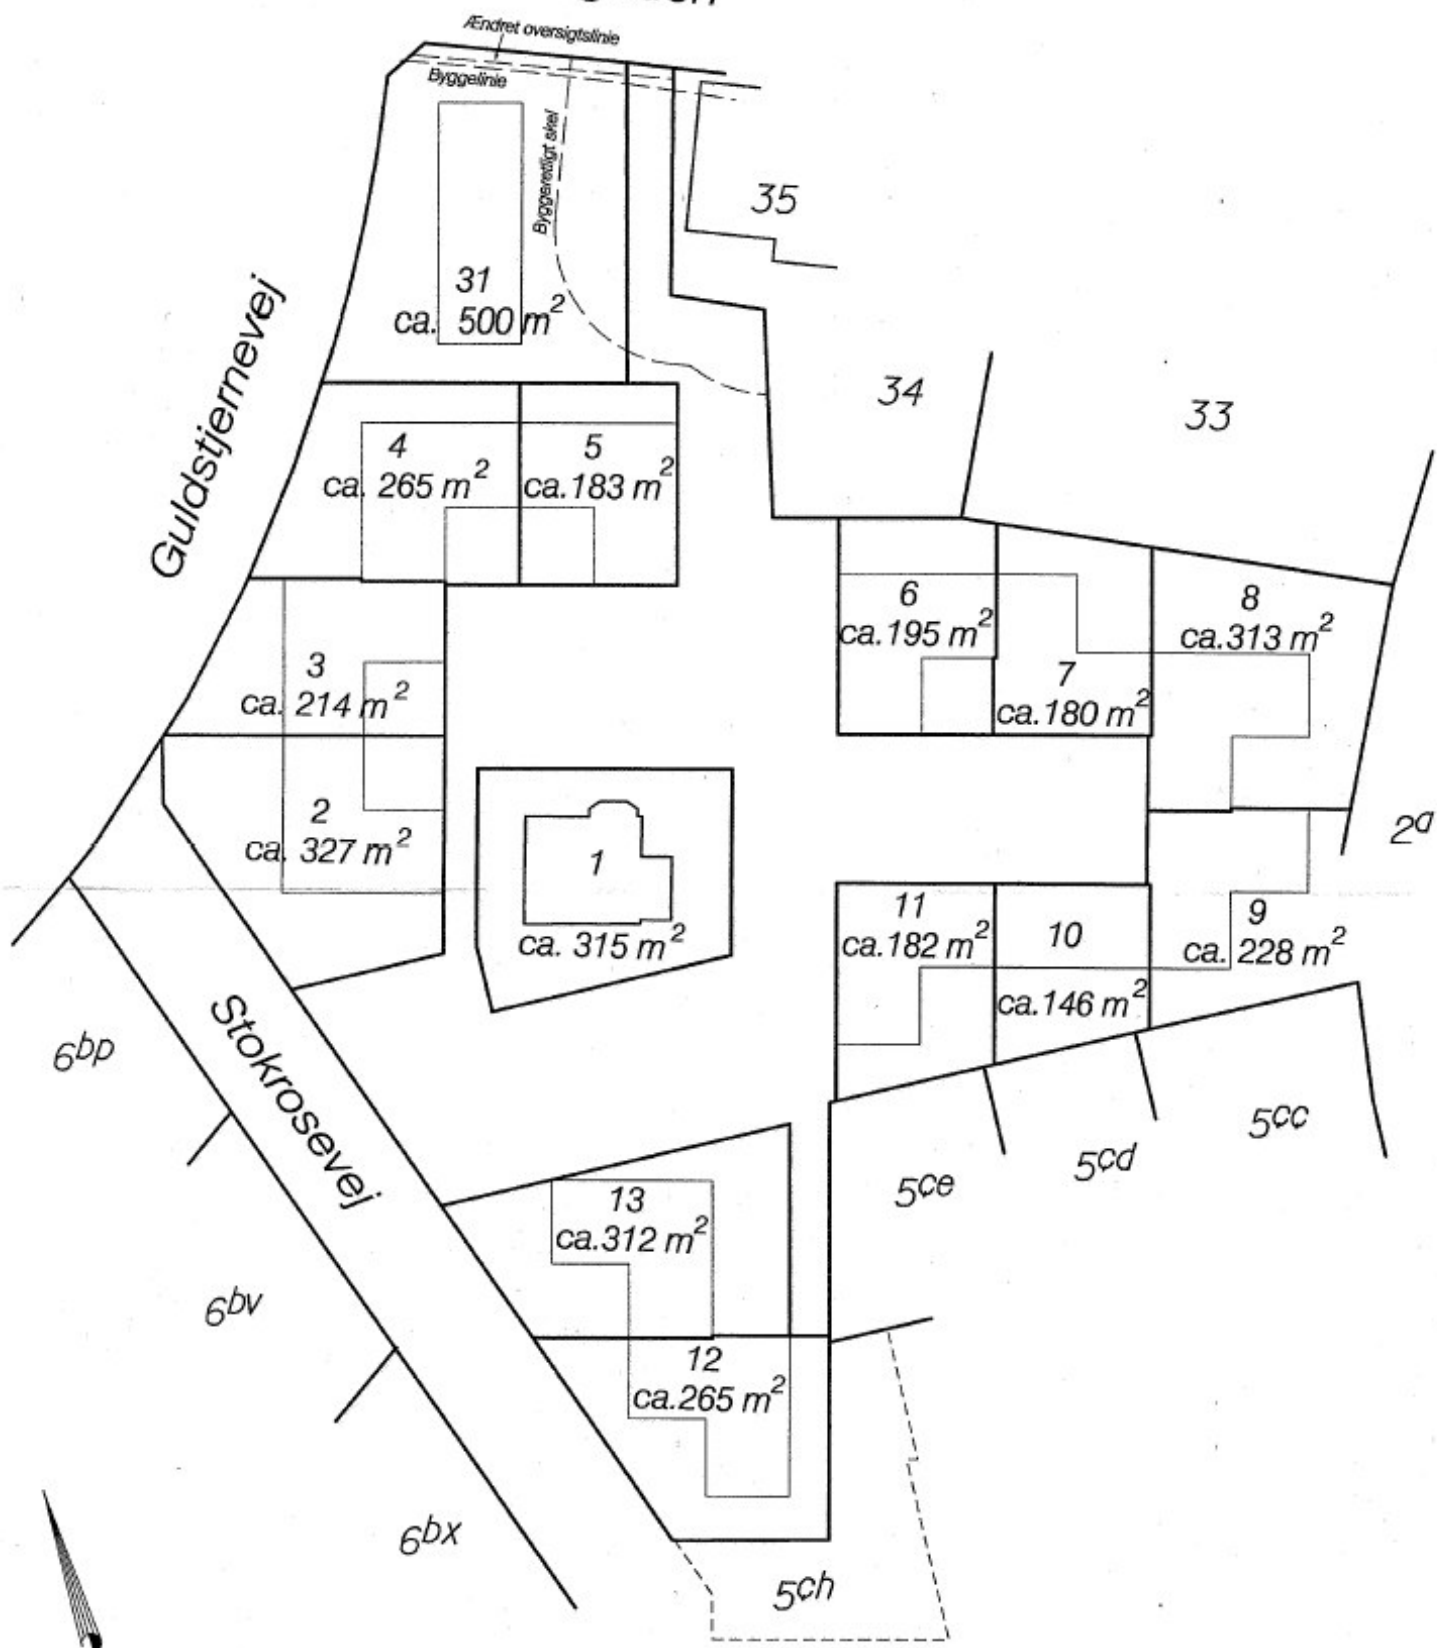 Ændret oversigtslinie
Byggelinie
Byggeretligt skel
35
31
ca. 500 m²
Guldstjernevej
34
33
4
ca. 265 m²
5
ca. 183 m²
6
ca. 195 m²
8
ca. 313 m²
3
ca. 214 m²
7
ca. 180 m²
2
ca. 327 m²
1
ca. 315 m²
2ª
11
ca. 182 m²
10
ca. 146 m²
9
ca. 228 m²
Stokrosevej
6bp
5cc
5cd
5ce
13
ca. 312 m²
6bv
12
ca. 265 m²
6bx
5ch